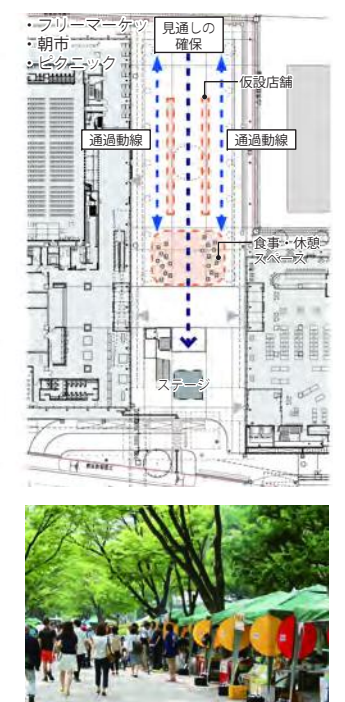 ・フリーマーケット
・朝市
・ピクニック
見通しの
確保
仮設店舗
通過動線
通過動線
食事・休憩
スペース
ステージ